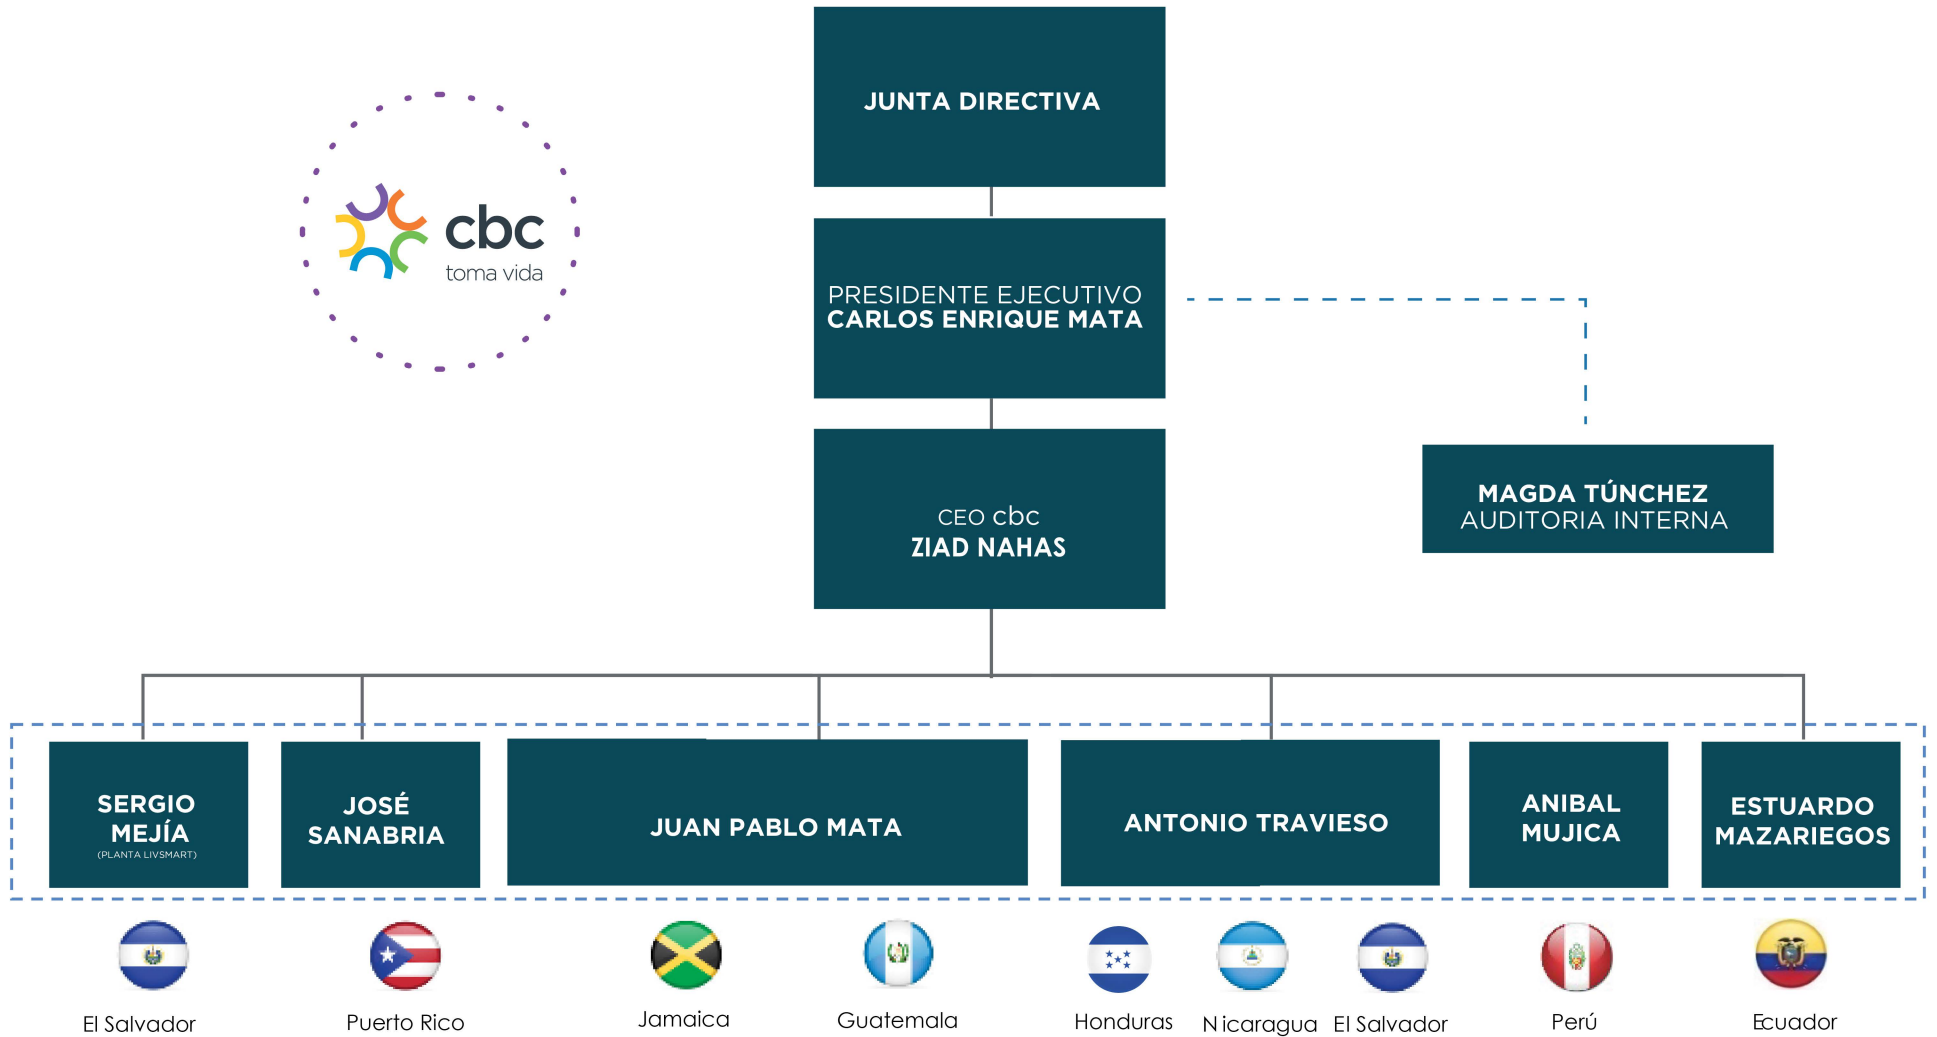 JUNTA DIRECTIVA
cbc
toma vida
PRESIDENTE EJECUTIVO
CARLOS ENRIQUE MATA
CEO cbc
ZIAD NAHAS
MAGDA TÚNCHEZ
AUDITORIA INTERNA
SERGIO
MEJÍA
(PLANTA LIVSMART)
JOSÉ
SANABRIA
JUAN PABLO MATA
ANTONIO TRAVIESO
ANIBAL
MUJICA
ESTUARDO
MAZARIEGOS
El Salvador
Puerto Rico
Jamaica
Guatemala
Honduras
Nicaragua
El Salvador
Perú
Ecuador